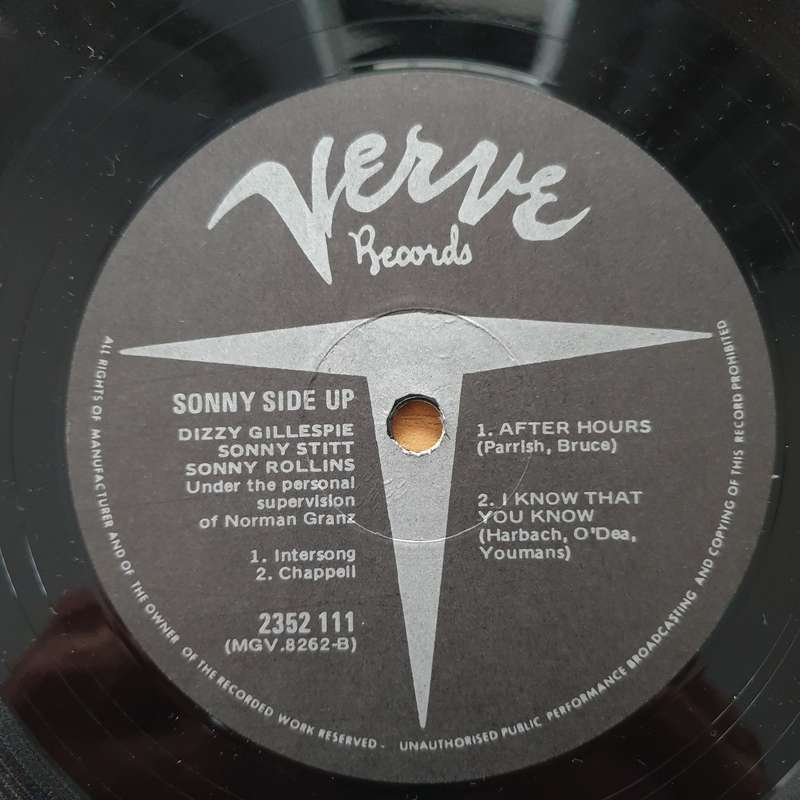 Verve
Records
SONNY SIDE UP
DIZZY GILLESPIE
SONNY STITT
SONNY ROLLINS
Under the personal
supervision
of Norman Granz
1. Intersong
2. Chappell
2352 111
(MGV.8262-B)
1. AFTER HOURS
(Parrish, Bruce)
2. I KNOW THAT
YOU KNOW
(Harbach, O'Dea,
Youmans)
ALL RIGHTS OF MANUFACTURER AND OF THE OWNER OF THE RECORDED WORK RESERVED - UNAUTHORISED PUBLIC PERFORMANCE BROADCASTING AND COPYING OF THIS RECORD PROHIBITED